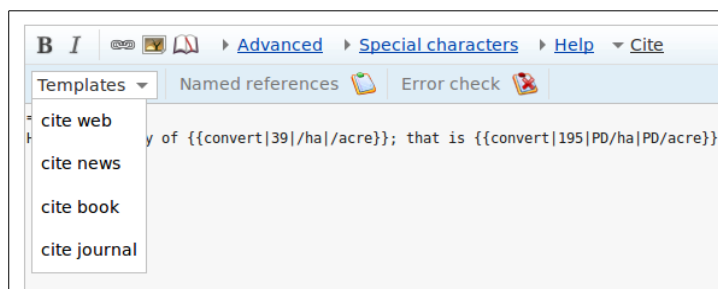 B I Advanced Special characters Help Cite
Templates Named references Error check
y of {{convert|39|/ha|/acre}}; that is {{convert|195|PD/ha|PD/acre}}
cite web
cite news
cite book
cite journal